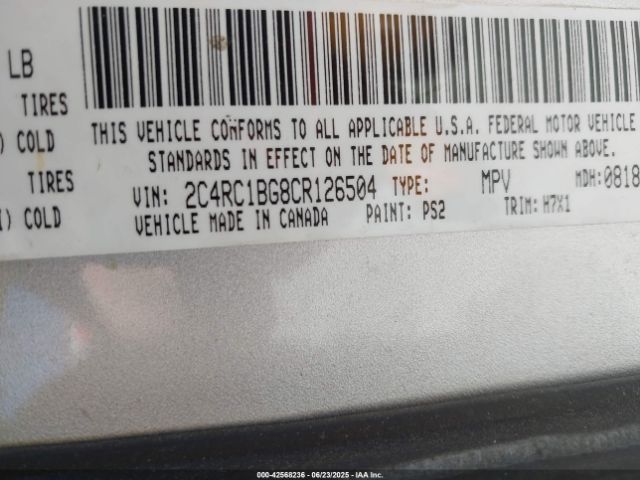 LB
TIRES
) COLD
THIS VEHICLE CONFORMS TO ALL APPLICABLE U.S.A. FEDERAL MOTOR VEHICLE
STANDARDS IN EFFECT ON THE DATE OF MANUFACTURE SHOWN ABOVE.
TIRES
) COLD
VIN: 2C4RC1BG8CR126504 TYPE: MPV MDH: 0818
VEHICLE MADE IN CANADA PAINT: PS2 TRIM: H7X1
000-42568236 - 06/23/2025 - IAA Inc.